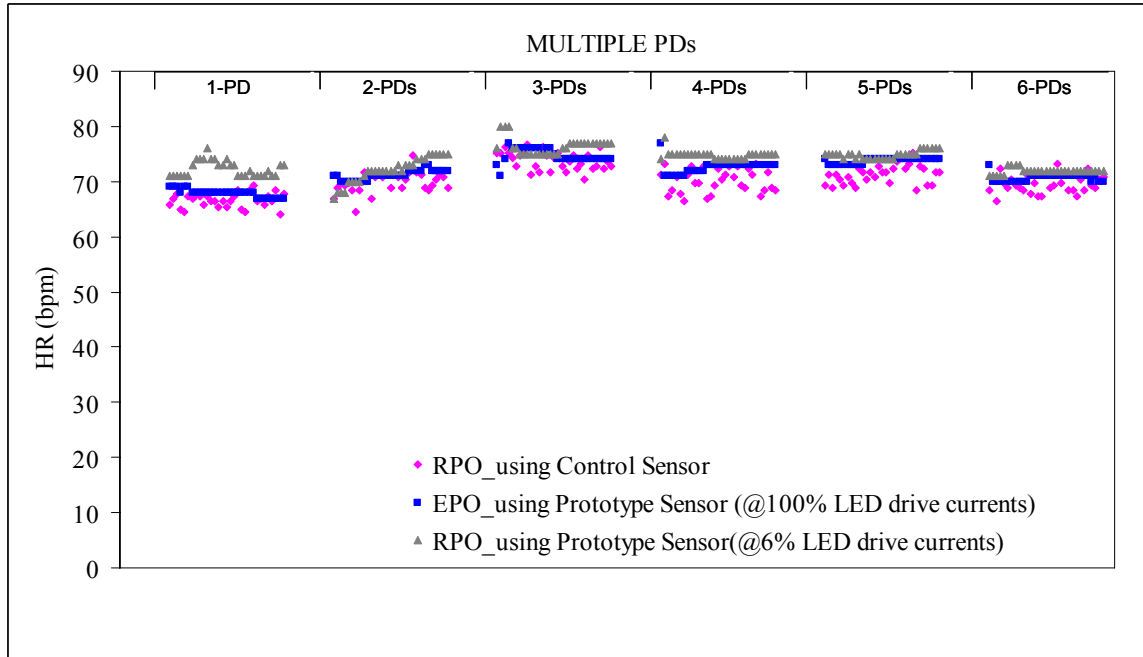 MULTIPLE PDs
90
1-PD 2-PDs 3-PDs 4-PDs 5-PDs 6-PDs
80
70
60
50
40
30
20
10
0
HR (bpm)
RPO_using Control Sensor
EPO_using Prototype Sensor (@100% LED drive currents)
RPO_using Prototype Sensor(@6% LED drive currents)